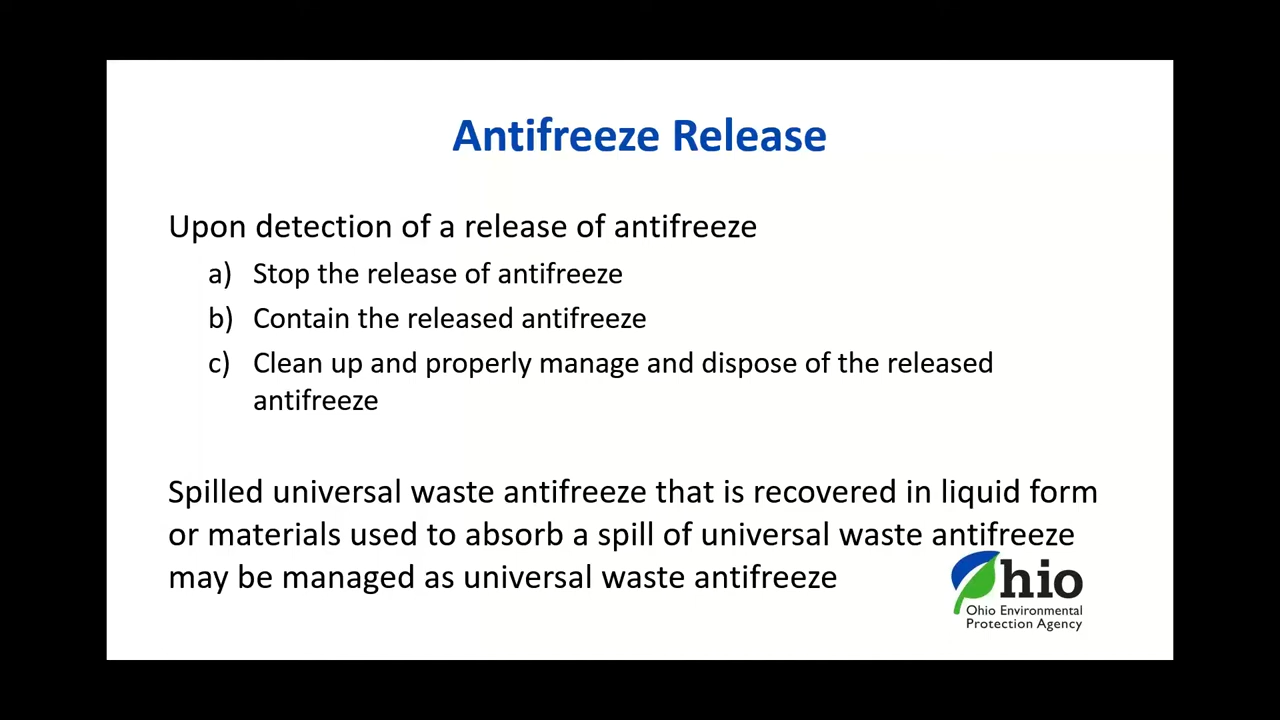 Antifreeze Release
Upon detection of a release of antifreeze
a) Stop the release of antifreeze
b) Contain the released antifreeze
c) Clean up and properly manage and dispose of the released
antifreeze
Spilled universal waste antifreeze that is recovered in liquid form
or materials used to absorb a spill of universal waste antifreeze
may be managed as universal waste antifreeze
Ohio
Ohio Environmental
Protection Agency